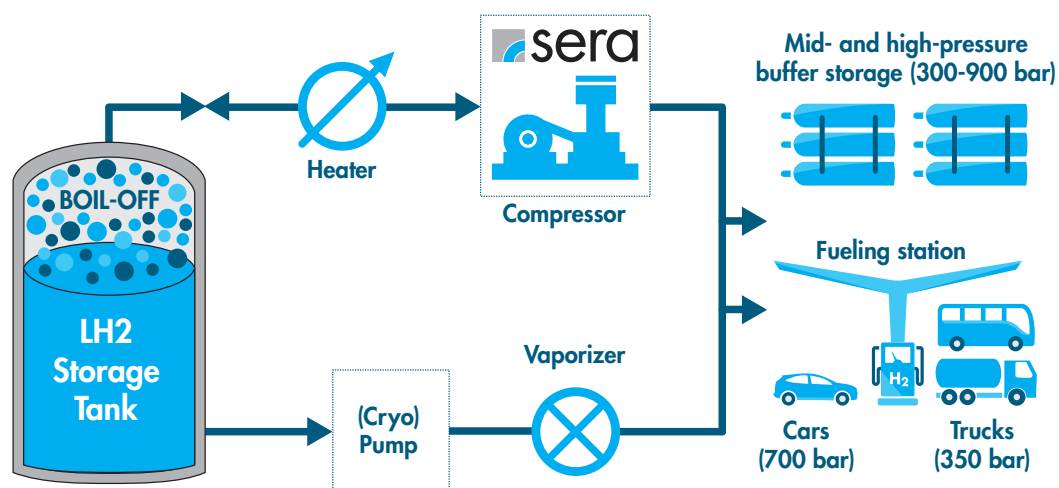 sera
Mid- and high-pressure
buffer storage (300-900 bar)
Heater
BOIL-OFF
Compressor
Fueling station
LH2
Storage
Tank
Vaporizer
(Cryo)
Pump
H2
Cars
(700 bar)
Trucks
(350 bar)